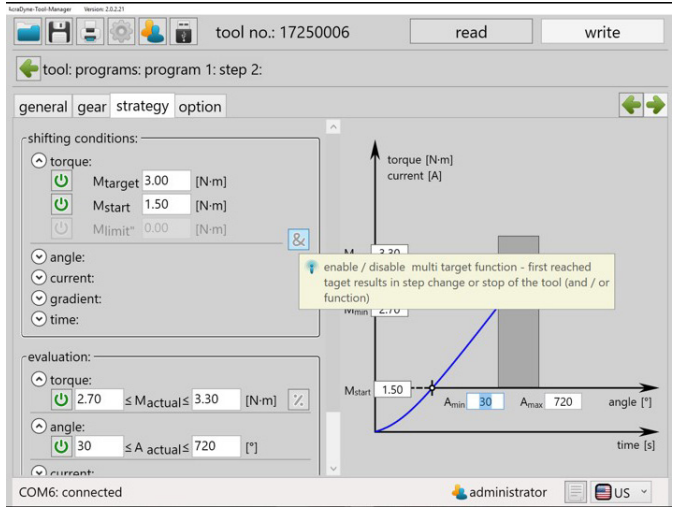 AcraDyne-Tool-Manager Version: 2.0.2.21
tool no.: 17250006 read write
tool: programs: program 1: step 2:
general gear strategy option
shifting conditions:
torque:
Mtarget 3.00 [N·m]
Mstart 1.50 [N·m]
Mlimit" 0.00 [N·m]
&
angle:
current:
gradient:
time:
evaluation:
torque:
2.70 ≤ Mactual ≤ 3.30 [N·m] ٪
angle:
30 ≤ A actual ≤ 720 [°]
current:
torque [N·m]
current [A]
3.30
enable / disable multi target function - first reached
taget results in step change or stop of the tool (and / or
function)
Mmin 2.70
Mstart 1.50
Amin 30 Amax 720 angle [°]
time [s]
COM6: connected administrator US